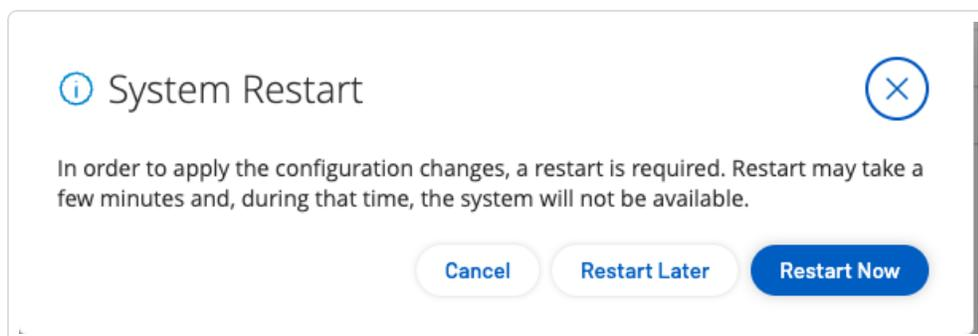 System Restart
In order to apply the configuration changes, a restart is required. Restart may take a
few minutes and, during that time, the system will not be available.
Cancel Restart Later Restart Now